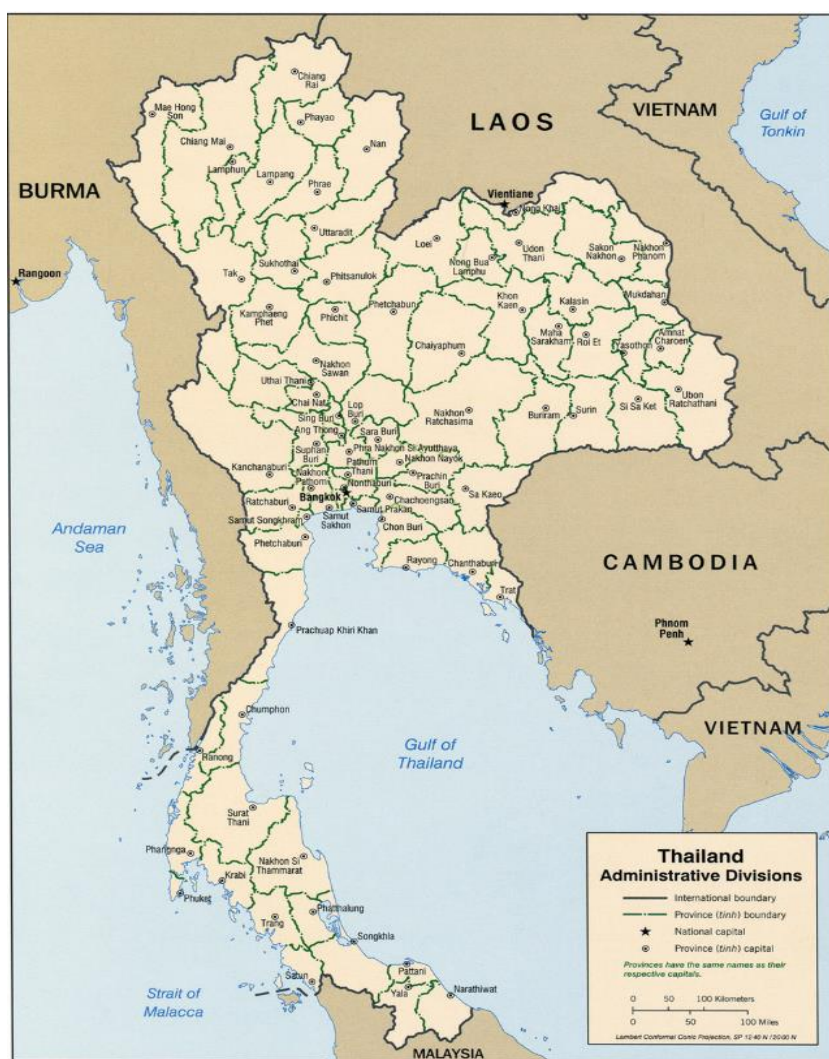 Chiang
Rai
Mae Hong
Son
Phayao
LAOS
VIETNAM
Gulf of
Tonkin
Chiang Mai
Nan
Lamphun
Lampang
Phrae
BURMA
Vientiane
Nong Khai
Uttaradit
Loei
Udon
Thani
Sakon
Nakhon
Nakhon
Phanom
Nong Bua
Lamphu
Rangoon
Tak
Sukhothai
Phitsanulok
Mukdahan
Kamphaeng
Phet
Phichit
Phetchabun
Khon
Kaen
Kalasin
Maha
Sarakham
Roi Et
Yasothon
Amnat
Charoen
Chaiyaphum
Nakhon
Sawan
Uthai Thani
Chai Nat
Lop
Buri
Sing Buri
Ang Thong
Sara Buri
Nakhon
Ratchasima
Buriram
Surin
Si Sa Ket
Ubon
Ratchathani
Suphan
Buri
Phra Nakhon Si Ayutthaya
Pathum
Thani
Nakhon Nayok
Kanchanaburi
Nakhon
Pathom
Nonthaburi
Prachin
Buri
Bangkok
Chachoengsao
Sa Kaeo
Ratchaburi
Samut Prakan
Samut Songkhram
Samut
Sakhon
Chon Buri
Andaman
Sea
Phetchaburi
Rayong
Chanthaburi
Trat
CAMBODIA
Phnom
Penh
Prachuap Khiri Khan
Chumphon
VIETNAM
Gulf of
Thailand
Ranong
Surat
Thani
Phangnga
Nakhon Si
Thammarat
Krabi
Phuket
Phatthalung
Trang
Songkhla
Satun
Pattani
Yala
Narathiwat
Strait of
Malacca
MALAYSIA
Thailand
Administrative Divisions
International boundary
Province (tinh) boundary
National capital
Province (tinh) capital
Provinces have the same names as their
respective capitals.
0 50 100 Kilometers
0 50 100 Miles
Lambert Conformal Conic Projection, SP 12 40 N / 20 00 N